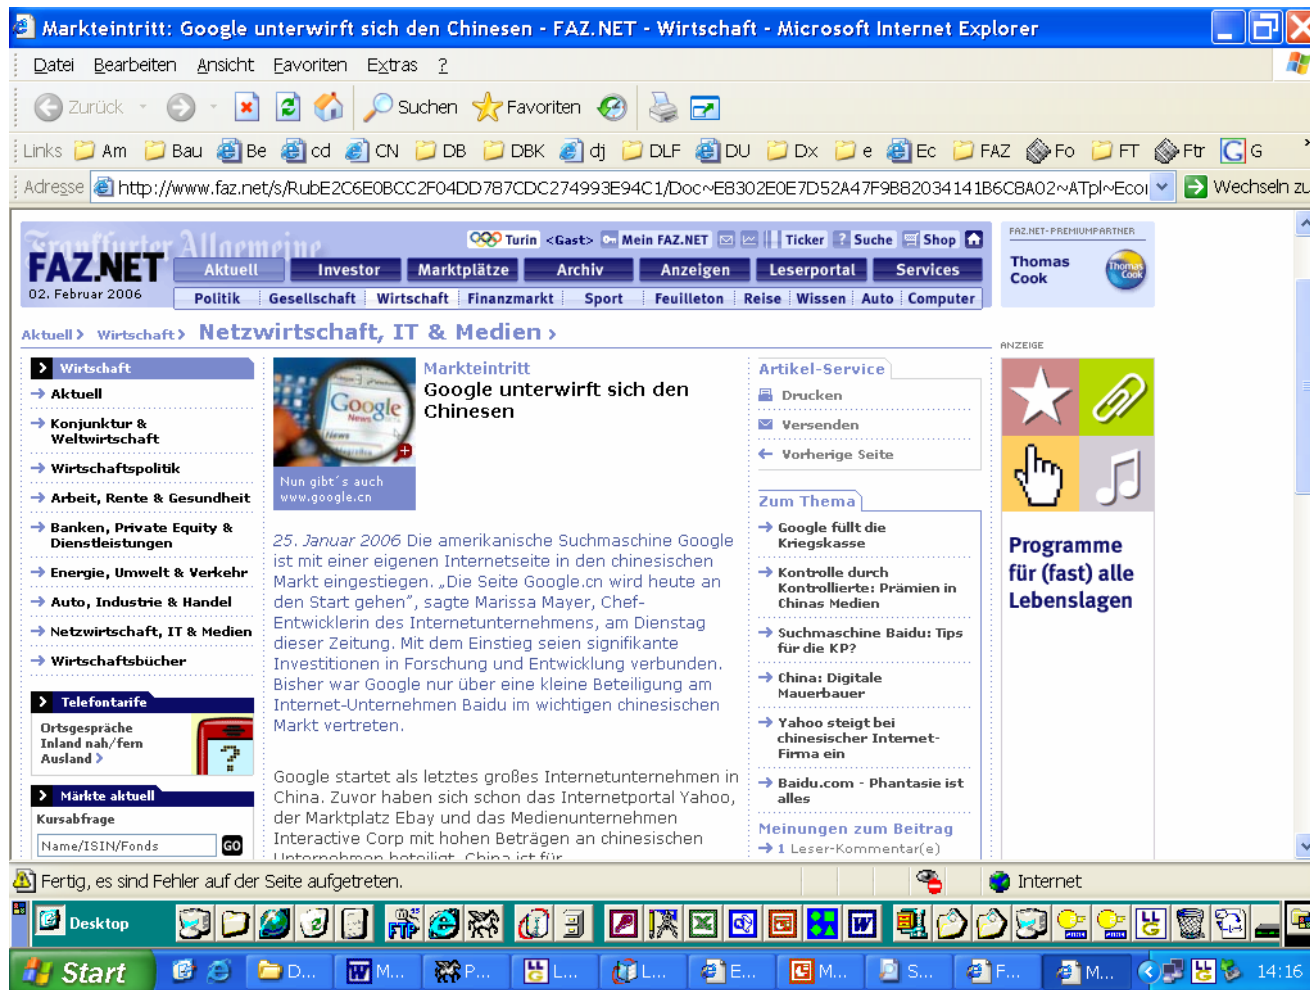 Markteintritt: Google unterwirft sich den Chinesen - FAZ.NET - Wirtschaft - Microsoft Internet Explorer
Datei Bearbeiten Ansicht Favoriten Extras ?
Zurück Suchen Favoriten
Links Am Bau Be cd CN DB DBK dj DLF DU Dx e Ec FAZ Fo FT Ftr G G
Adresse http://www.faz.net/s/RubE2C6E0BCC2F04DD787CDC274993E94C1/Doc~E8302E0E7D52A47F9B82034141B6C8A02~ATpl~Ecoi Wechseln zu
Frankfurter Allgemeine
FAZ.NET
02. Februar 2006
Turin <Gast> Mein FAZ.NET Ticker ? Suche Shop
Aktuell Investor Marktplätze Archiv Anzeigen Leserportal Services
Politik Gesellschaft Wirtschaft Finanzmarkt Sport Feuilleton Reise Wissen Auto Computer
FAZ.NET-PREMIUMPARTNER
Thomas
Cook
Thomas
Cook
Aktuell > Wirtschaft > Netzwirtschaft, IT & Medien >
ANZEIGE
Wirtschaft
Aktuell
Konjunktur &
Weltwirtschaft
Wirtschaftspolitik
Arbeit, Rente & Gesundheit
Banken, Private Equity &
Dienstleistungen
Energie, Umwelt & Verkehr
Auto, Industrie & Handel
Netzwirtschaft, IT & Medien
Wirtschaftsbücher
Telefontarife
Ortsgespräche
Inland nah/fern
Ausland >
?
Märkte aktuell
Kursabfrage
Name/ISIN/Fonds GO
Google
News
News
Nun gibt´s auch
www.google.cn
Markteintritt
Google unterwirft sich den
Chinesen
25. Januar 2006 Die amerikanische Suchmaschine Google
ist mit einer eigenen Internetseite in den chinesischen
Markt eingestiegen. „Die Seite Google.cn wird heute an
den Start gehen”, sagte Marissa Mayer, Chef-
Entwicklerin des Internetunternehmens, am Dienstag
dieser Zeitung. Mit dem Einstieg seien signifikante
Investitionen in Forschung und Entwicklung verbunden.
Bisher war Google nur über eine kleine Beteiligung am
Internet-Unternehmen Baidu im wichtigen chinesischen
Markt vertreten.
Google startet als letztes großes Internetunternehmen in
China. Zuvor haben sich schon das Internetportal Yahoo,
der Marktplatz Ebay und das Medienunternehmen
Interactive Corp mit hohen Beträgen an chinesischen
Unternehmen beteiligt. China ist für
Artikel-Service
Drucken
Versenden
Vorherige Seite
Zum Thema
Google füllt die
Kriegskasse
Kontrolle durch
Kontrollierte: Prämien in
Chinas Medien
Suchmaschine Baidu: Tips
für die KP?
China: Digitale
Mauerbauer
Yahoo steigt bei
chinesischer Internet-
Firma ein
Baidu.com - Phantasie ist
alles
Meinungen zum Beitrag
1 Leser-Kommentar(e)
Programme
für (fast) alle
Lebenslagen
Fertig, es sind Fehler auf der Seite aufgetreten. Internet
Desktop
Start D... M... P... L... L... E... M... S... F... M... 14:16